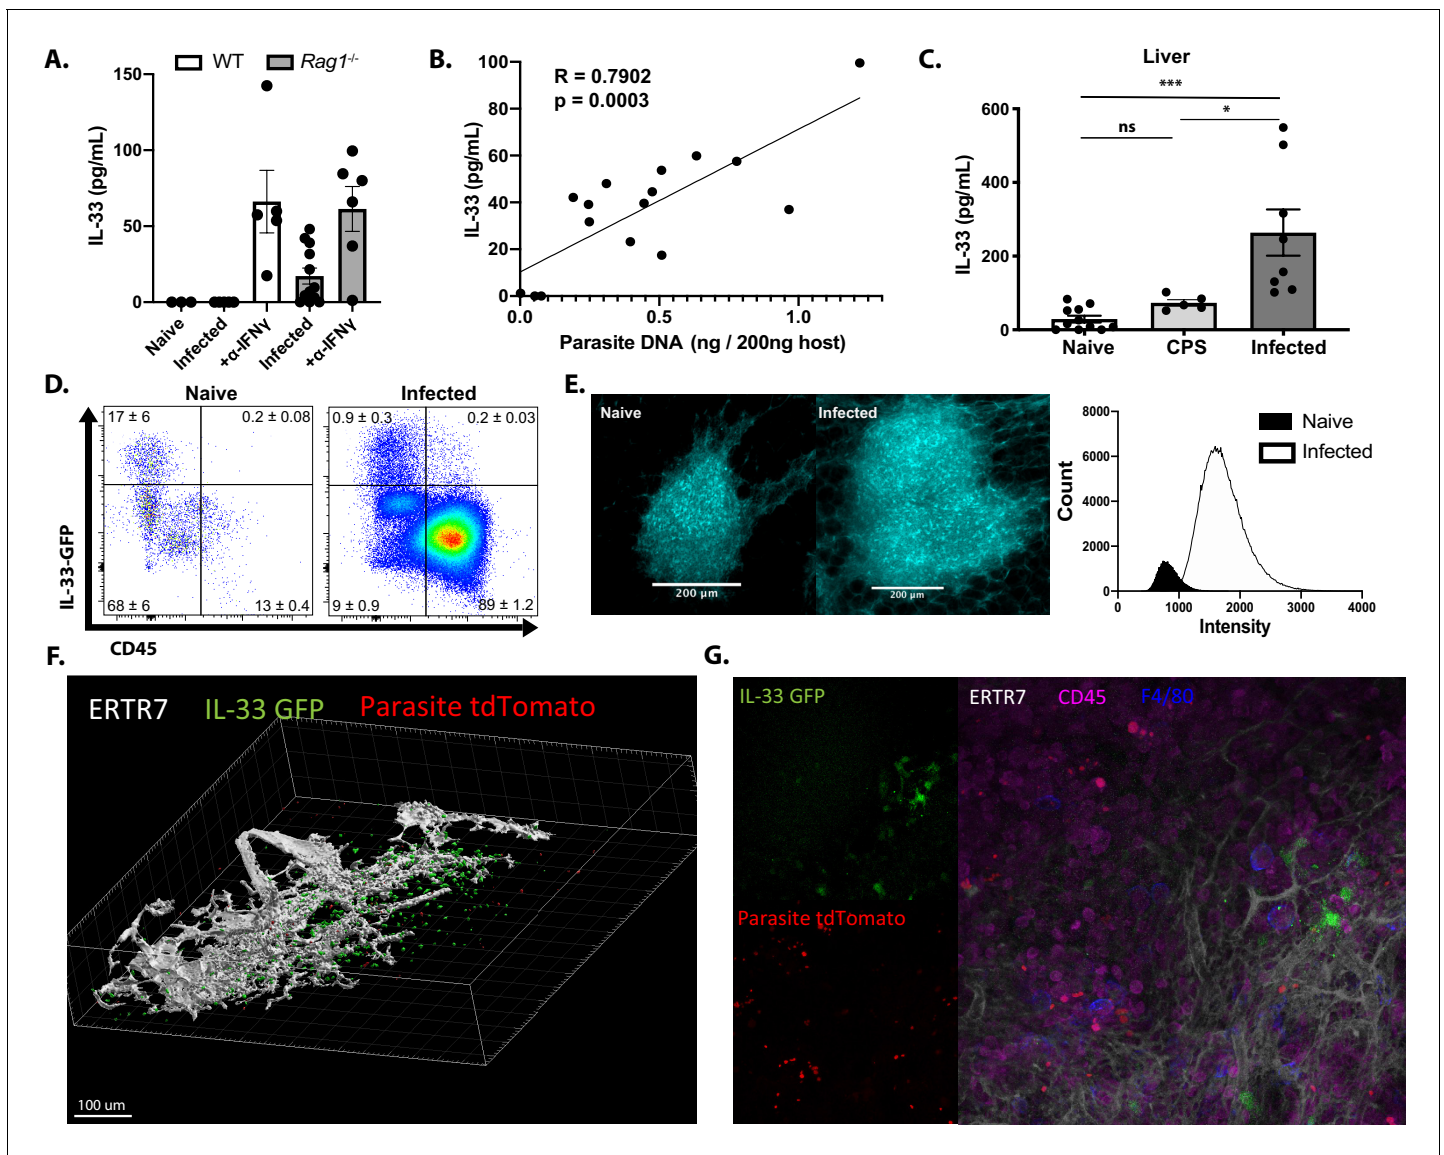 A.
WT
Rag1-/-
IL-33 (pg/mL)
150
100
50
0
Naive
Infected
+α-IFNγ
Infected
+α-IFNγ
B.
R = 0.7902
p = 0.0003
IL-33 (pg/mL)
100
80
60
40
20
0
0.0
0.5
1.0
Parasite DNA (ng / 200ng host)
C.
Liver
***
*
ns
IL-33 (pg/mL)
600
400
200
0
Naive
CPS
Infected
D.
Naive
17 ± 6
0.2 ± 0.08
68 ± 6
13 ± 0.4
Infected
0.9 ± 0.3
0.2 ± 0.03
9 ± 0.9
89 ± 1.2
IL-33-GFP
CD45
E.
Naive
200 µm
Infected
200 µm
Naive
Infected
Count
8000
6000
4000
2000
0
0
1000
2000
3000
4000
Intensity
F.
ERTR7 IL-33 GFP Parasite tdTomato
100 um
G.
IL-33 GFP
Parasite tdTomato
ERTR7 CD45 F4/80